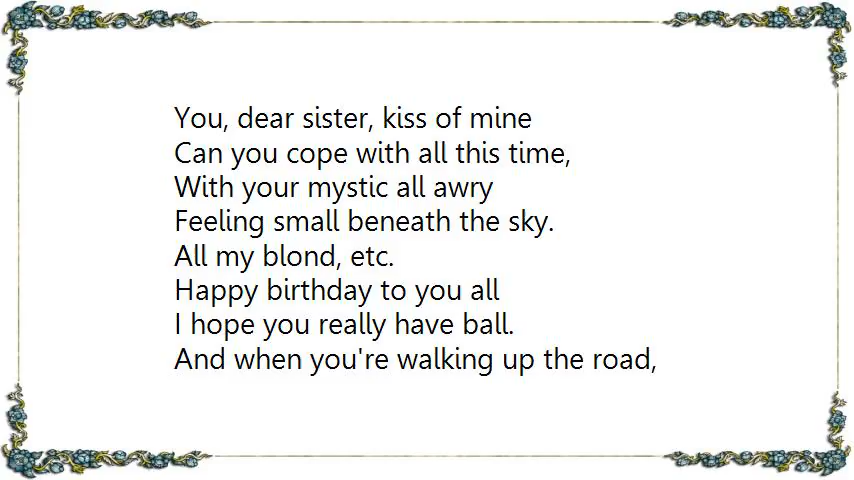 You, dear sister, kiss of mine
Can you cope with all this time,
With your mystic all awry
Feeling small beneath the sky.
All my blond, etc.
Happy birthday to you all
I hope you really have ball.
And when you're walking up the road,